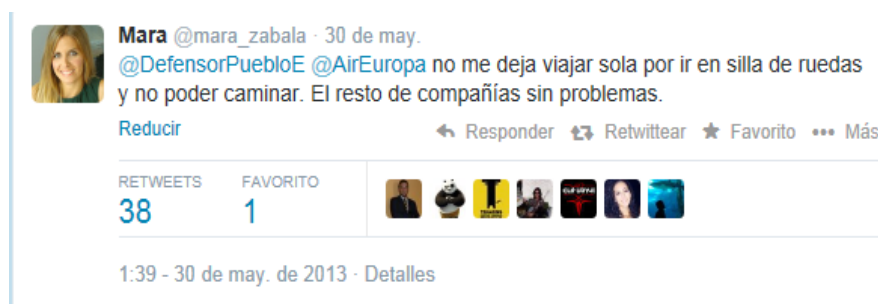 Mara @mara_zabala · 30 de may.
@DefensorPuebloE @AirEuropa no me deja viajar sola por ir en silla de ruedas
y no poder caminar. El resto de compañías sin problemas.
Reducir Responder Retwittear Favorito Más
RETWEETS FAVORITO
38 1
1:39 - 30 de may. de 2013 · Detalles